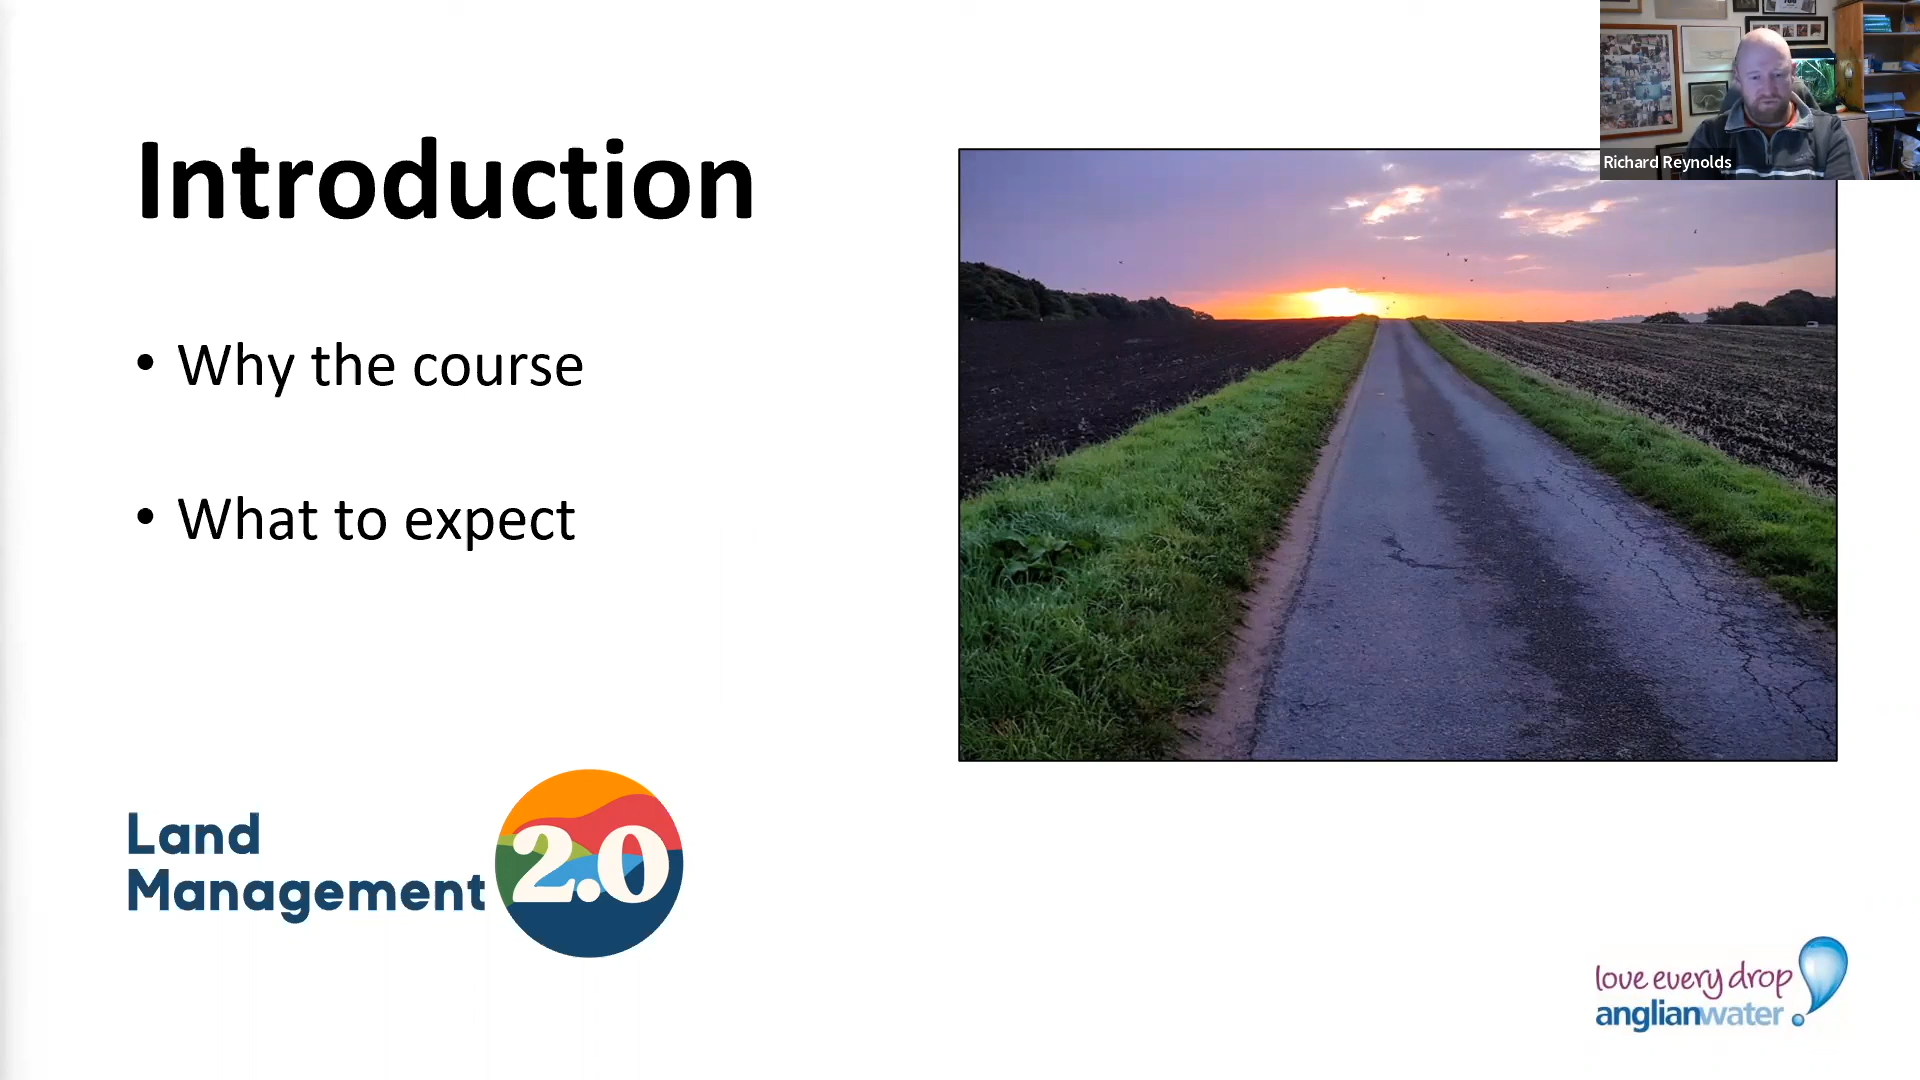 Introduction
• Why the course
• What to expect
Land
Management
2.0
love every drop
anglianwater
Richard Reynolds